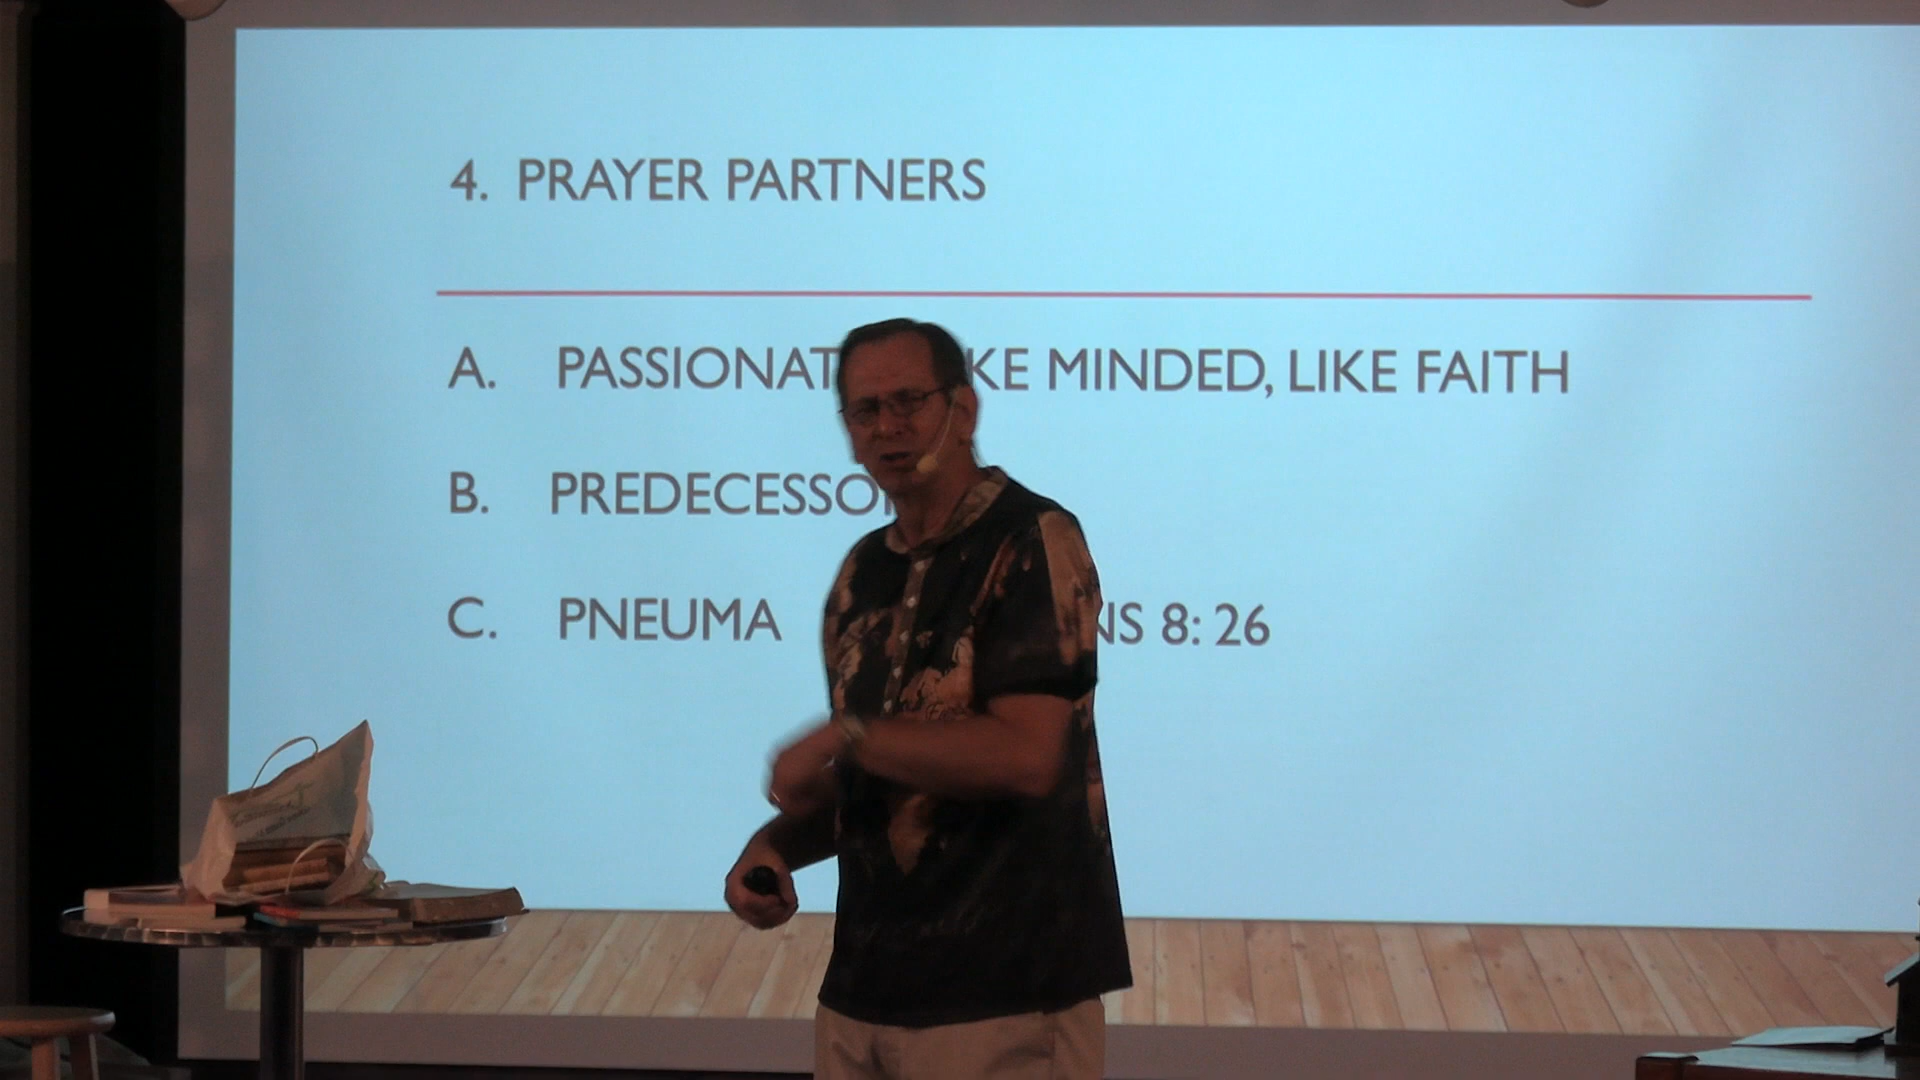 4. PRAYER PARTNERS
A. PASSIONAT KE MINDED, LIKE FAITH
B. PREDECESSO
C. PNEUMA NS 8: 26